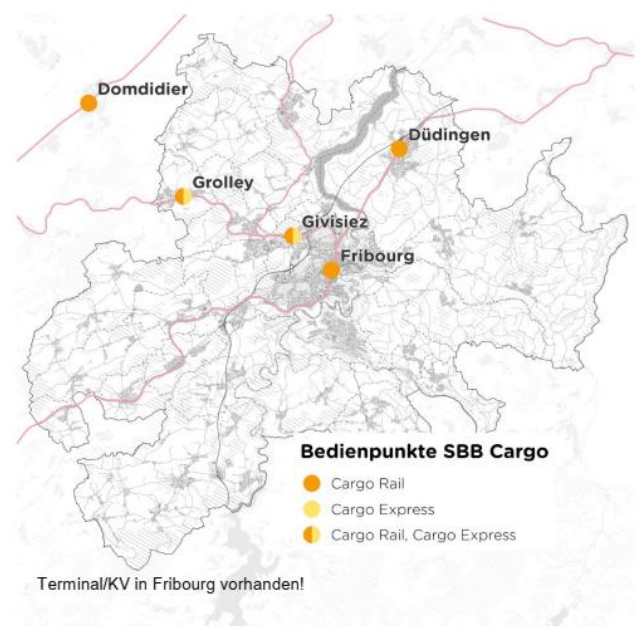 Domdidier
Düdingen
Grolley
Givisiez
Fribourg
Bedienpunkte SBB Cargo
Cargo Rail
Cargo Express
Cargo Rail, Cargo Express
Terminal/KV in Fribourg vorhanden!